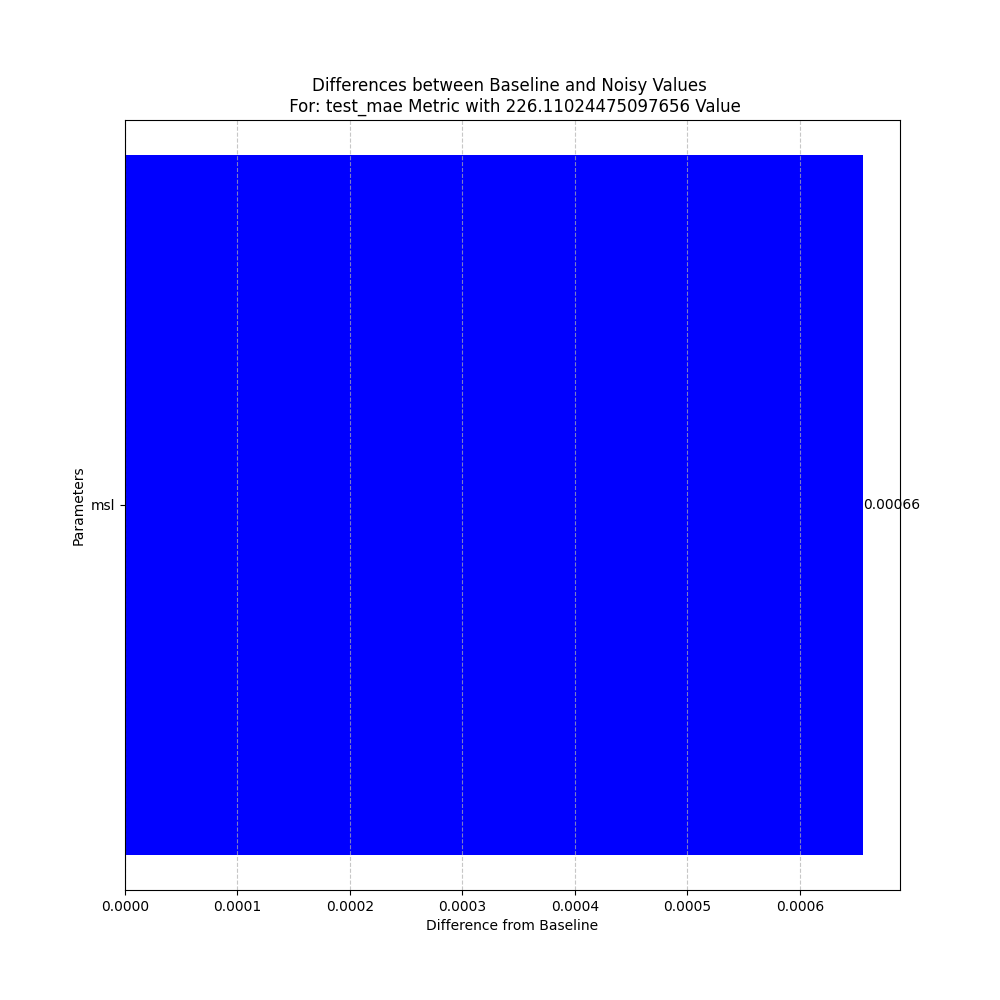 Differences between Baseline and Noisy Values
For: test_mae Metric with 226.11024475097656 Value
Parameters
msl
0.00066
0.0000 0.0001 0.0002 0.0003 0.0004 0.0005 0.0006
Difference from Baseline